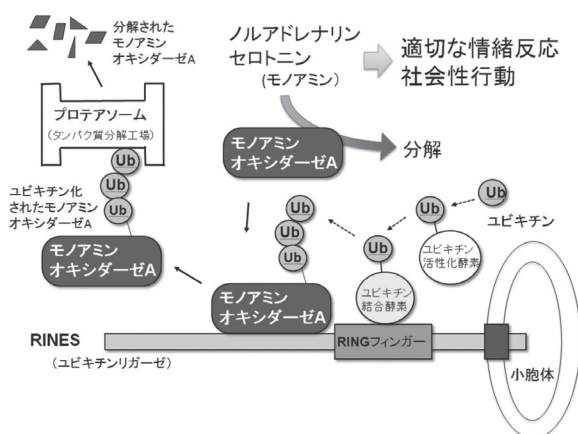 分解された
モノアミン
オキシダーゼA
ノルアドレナリン
セロトニン
(モノアミン)
適切な情緒反応
社会性行動
プロテアソーム
(タンパク質分解工場)
モノアミン
オキシダーゼA
分解
Ub
Ub
Ub
ユビキチン化
されたモノアミン
オキシダーゼA
Ub
Ub
Ub
Ub
Ub
Ub
ユビキチン
ユビキチン
活性化酵素
モノアミン
オキシダーゼA
モノアミン
オキシダーゼA
ユビキチン
結合酵素
RINES
(ユビキチンリガーゼ)
RINGフィンガー
小胞体